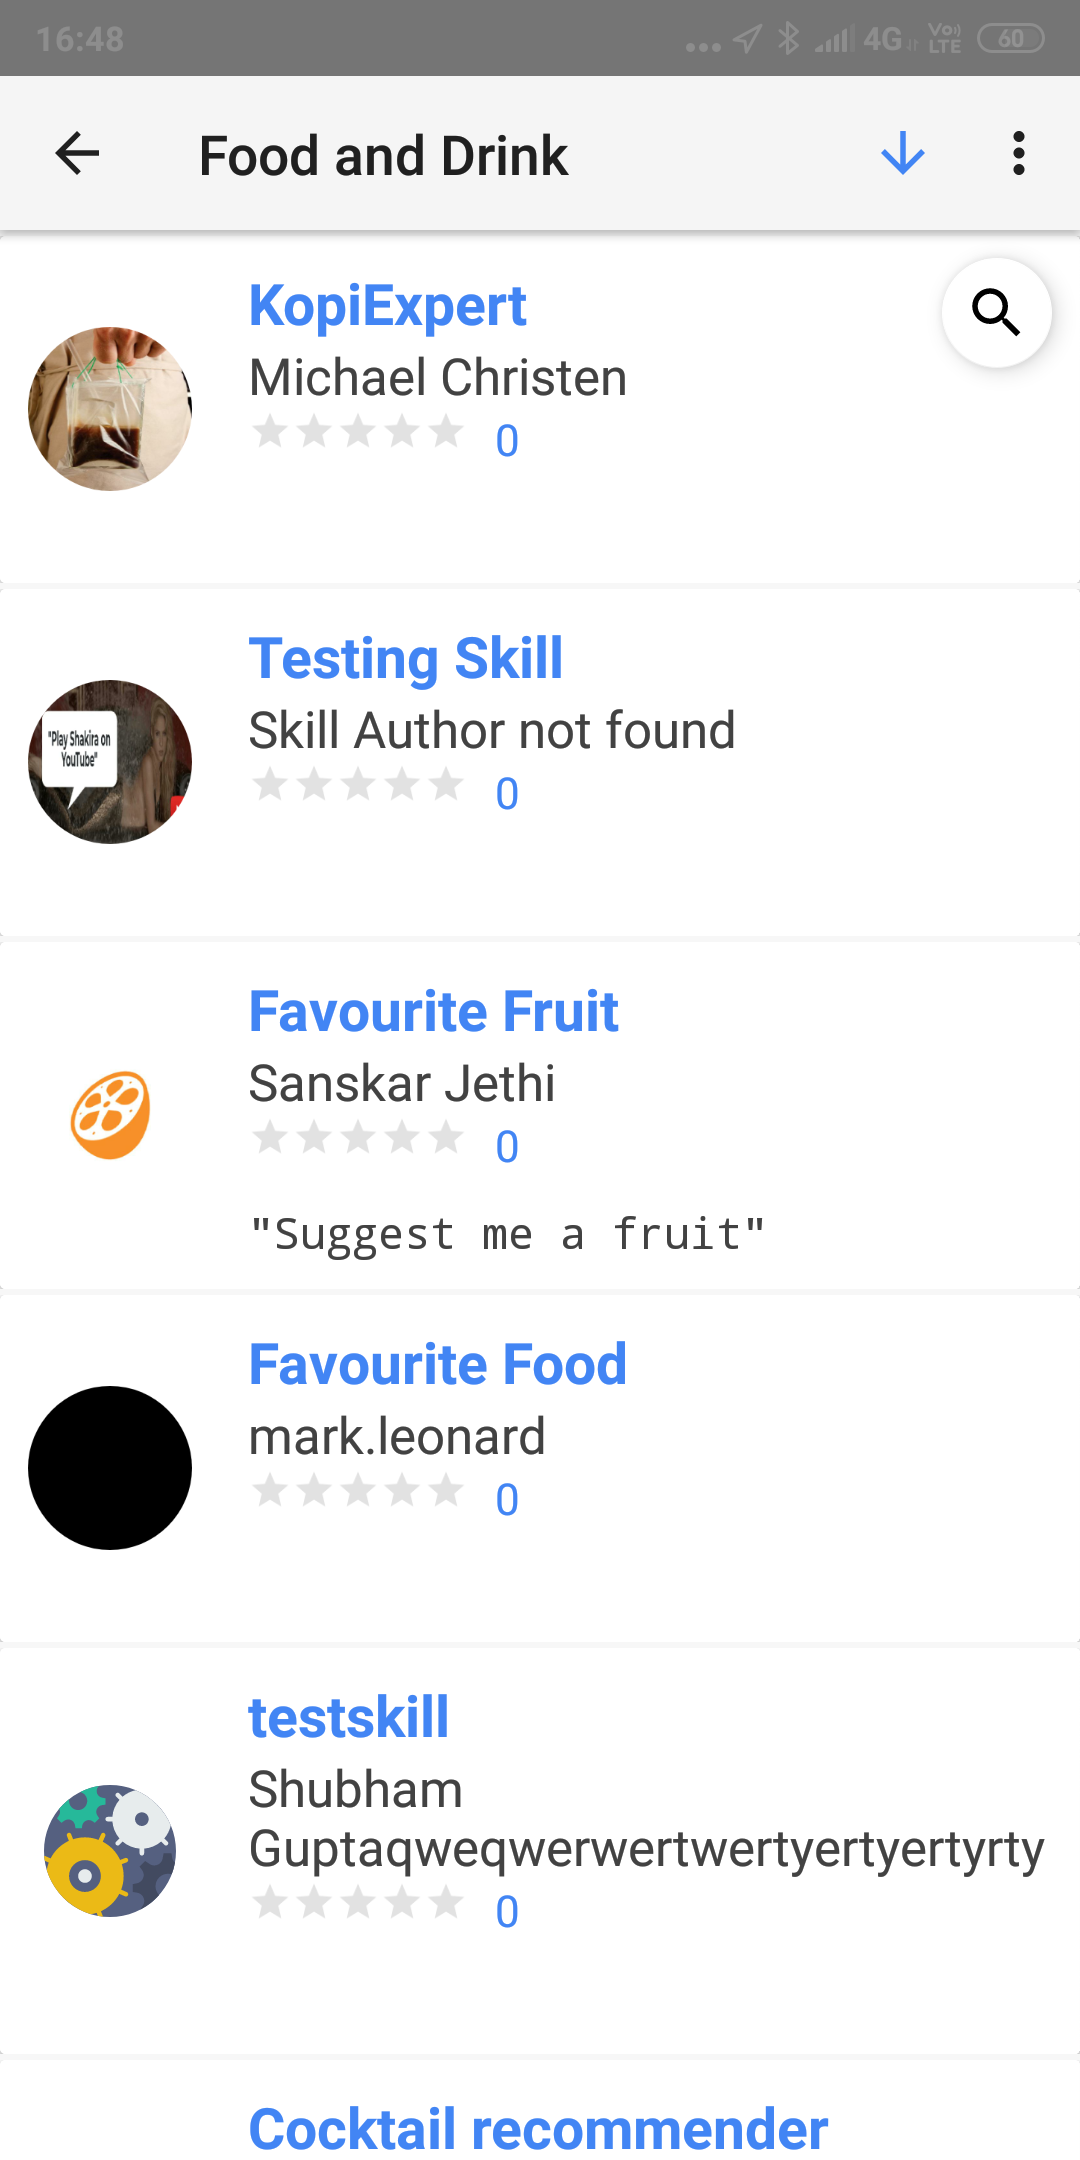 16:48
4G
VoLTE
60
Food and Drink
KopiExpert
Michael Christen
0
Testing Skill
"Play Shakira on
YouTube"
Skill Author not found
0
Favourite Fruit
Sanskar Jethi
0
"Suggest me a fruit"
Favourite Food
mark.leonard
0
testskill
Shubham
Guptaqweqwerwertwertyertyertyrty
0
Cocktail recommender